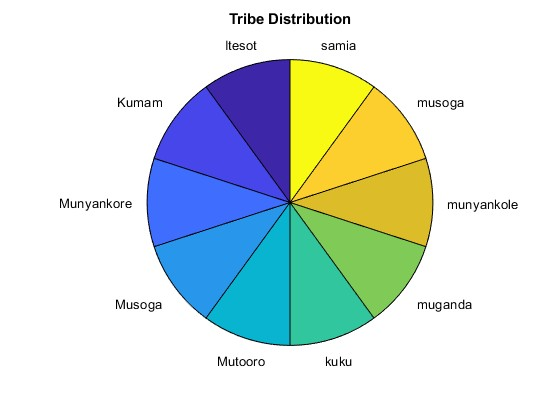 Tribe Distribution
Itesot
samia
Kumam
musoga
Munyankore
munyankole
Musoga
muganda
Mutooro
kuku